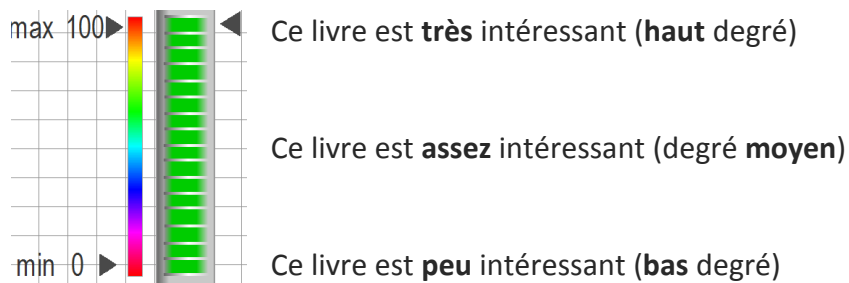 max 100 Ce livre est très intéressant (haut degré)
Ce livre est assez intéressant (degré moyen)
min 0 Ce livre est peu intéressant (bas degré)